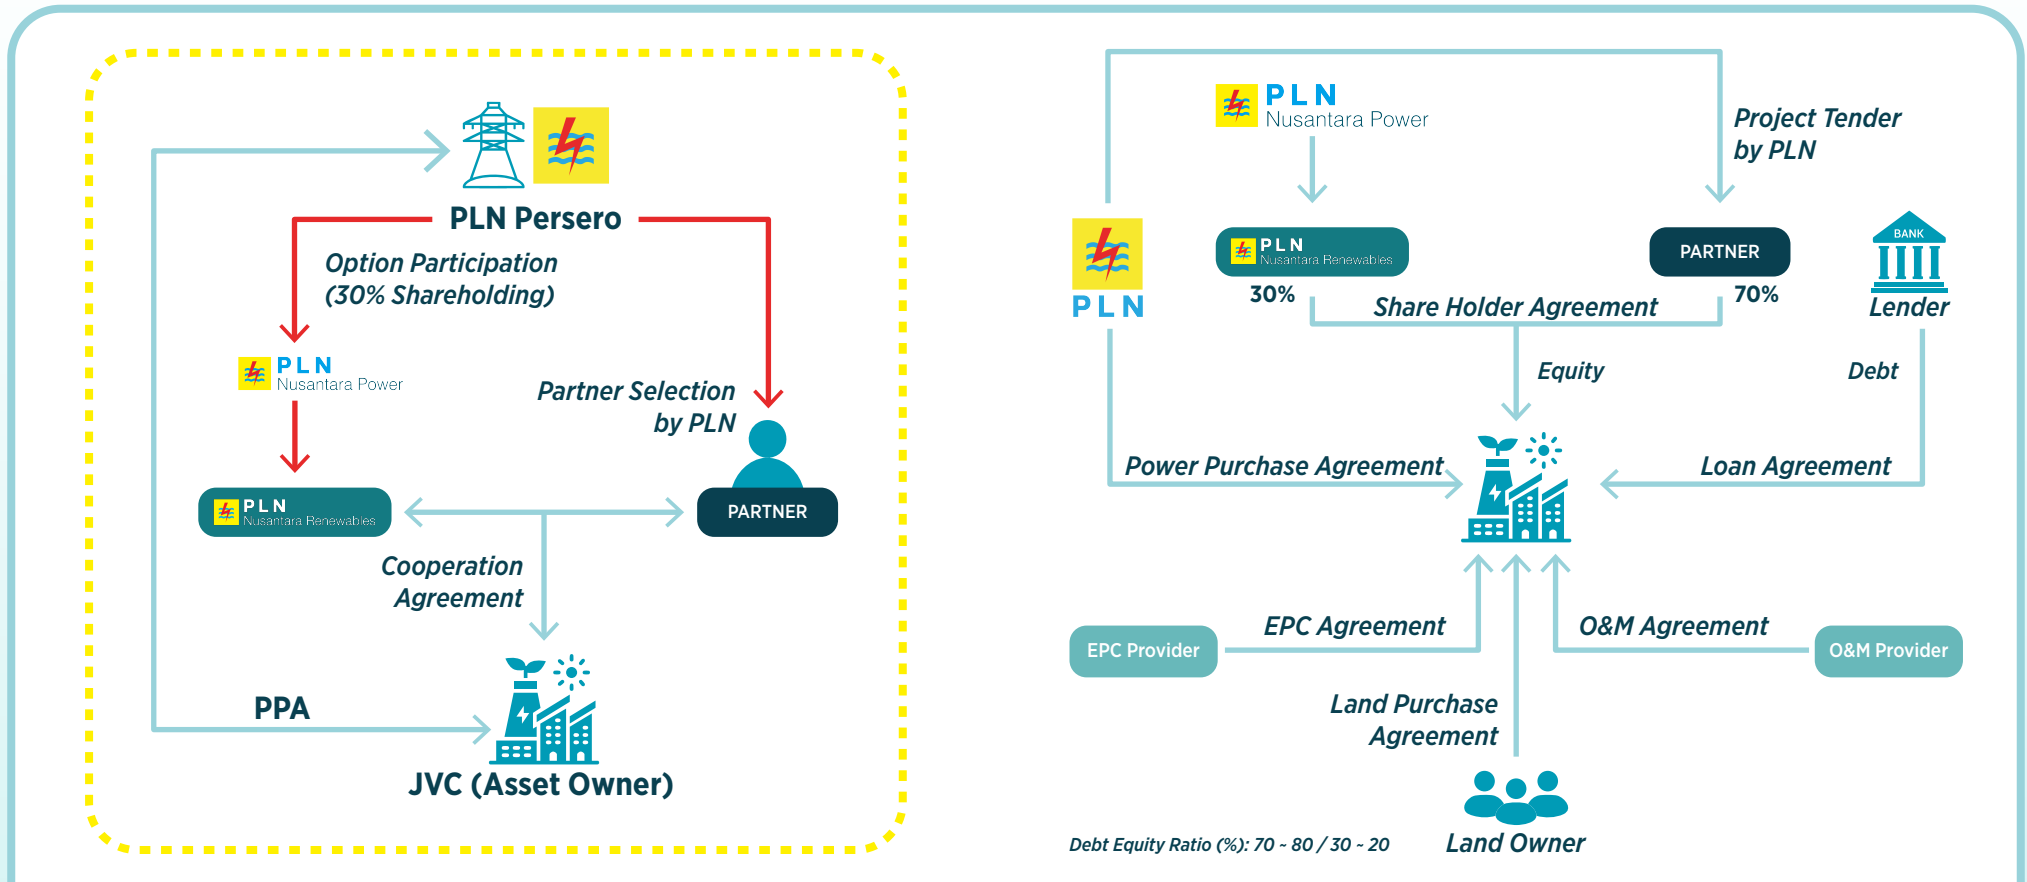 PLN Persero
Option Participation
(30% Shareholding)
PLN
Nusantara Power
Partner Selection
by PLN
PLN
Nusantara Renewables
PARTNER
Cooperation
Agreement
PPA
JVC (Asset Owner)
PLN
Nusantara Power
Project Tender
by PLN
PLN
PLN
Nusantara Renewables
30%
PARTNER
70%
Share Holder Agreement
BANK
Lender
Equity
Debt
Power Purchase Agreement
Loan Agreement
EPC Agreement
O&M Agreement
EPC Provider
O&M Provider
Land Purchase
Agreement
Land Owner
Debt Equity Ratio (%): 70 ~ 80 / 30 ~ 20